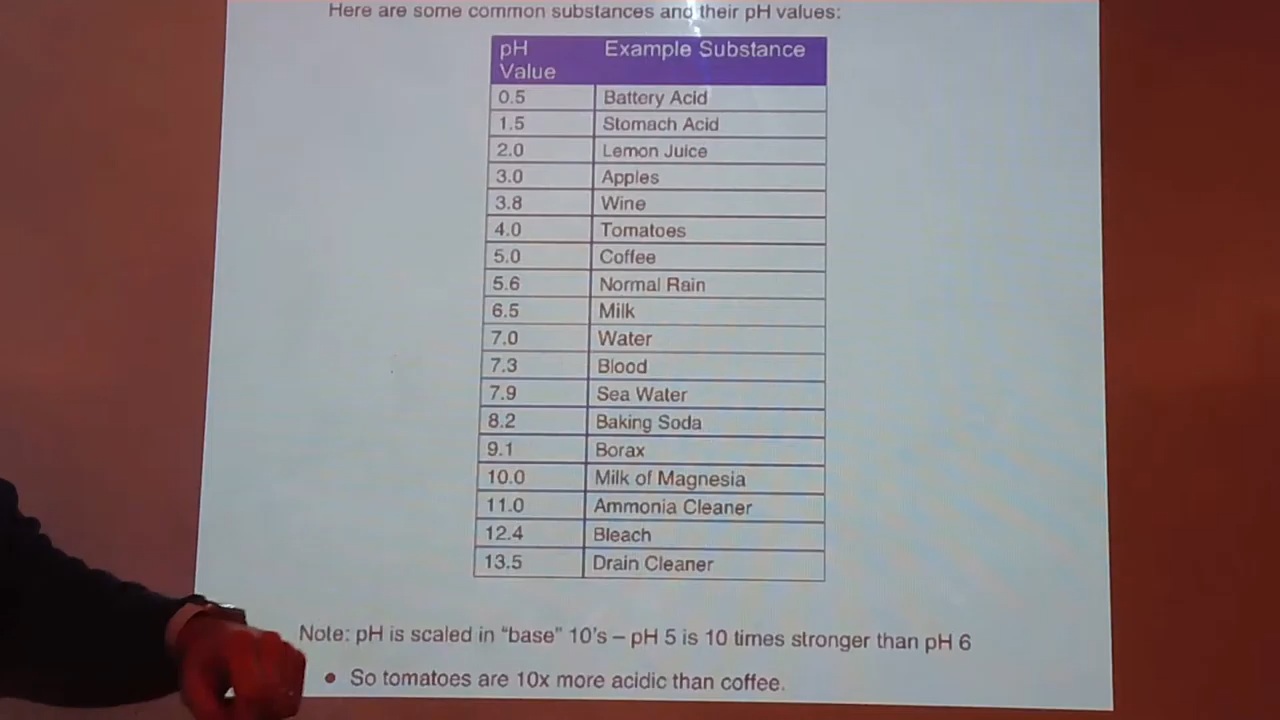 Here are some common substances and their pH values:
pH Value Example Substance
0.5 Battery Acid
1.5 Stomach Acid
2.0 Lemon Juice
3.0 Apples
3.8 Wine
4.0 Tomatoes
5.0 Coffee
5.6 Normal Rain
6.5 Milk
7.0 Water
7.3 Blood
7.9 Sea Water
8.2 Baking Soda
9.1 Borax
10.0 Milk of Magnesia
11.0 Ammonia Cleaner
12.4 Bleach
13.5 Drain Cleaner
Note: pH is scaled in “base” 10’s – pH 5 is 10 times stronger than pH 6
• So tomatoes are 10x more acidic than coffee.